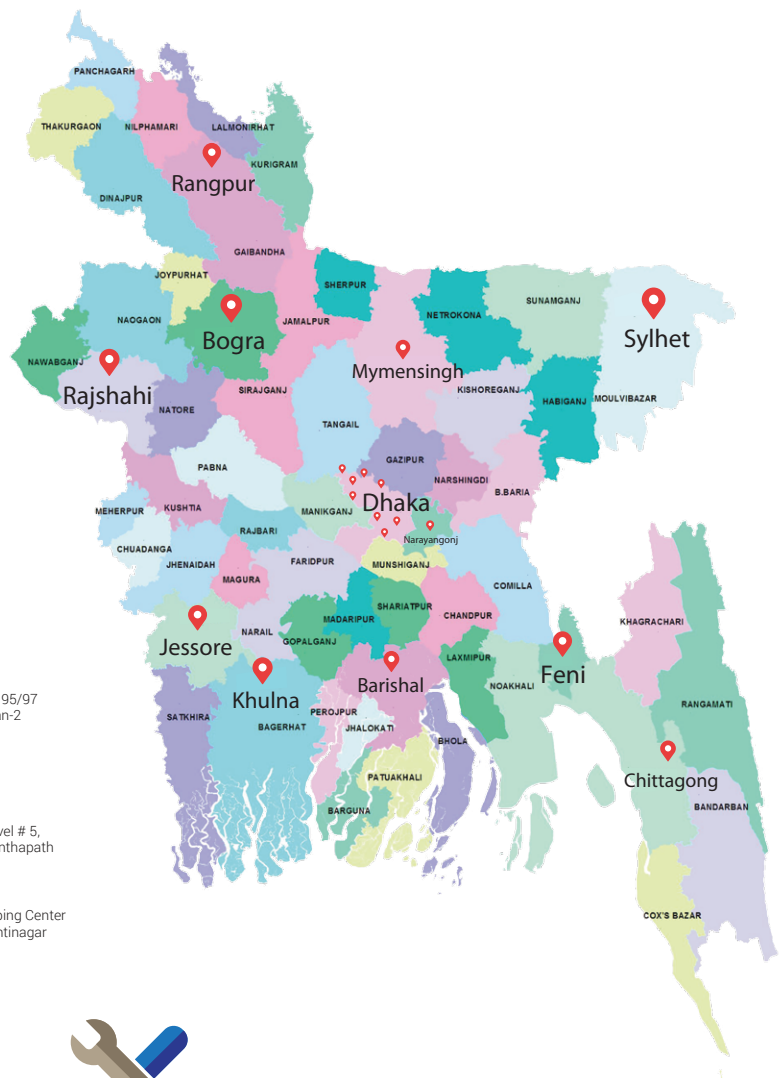 PANCHAGARH
THAKURGAON
NILPHAMARI
LALMONIRHAT
KURIGRAM
Rangpur
DINAJPUR
GAIBANDHA
JOYPURHAT
SHERPUR
SUNAMGANJ
NETROKONA
NAOGAON
Bogra
JAMALPUR
Sylhet
NAWABGANJ
Mymensingh
Rajshahi
SIRAJGANJ
KISHOREGANJ
HABIGANJ
MOULVIBAZAR
NATORE
TANGAIL
PABNA
GAZIPUR
NARSHINGDI
B.BARIA
Dhaka
KUSHTIA
MANIKGANJ
MEHERPUR
RAJBARI
Narayangonj
CHUADANGA
JHENAIDAH
FARIDPUR
MUNSHIGANJ
MAGURA
COMILLA
SHARIATPUR
CHANDPUR
MADARIPUR
KHAGRACHARI
NARAIL
GOPALGANJ
Jessore
LAXMIPUR
Feni
Barishal
NOAKHALI
Khulna
95/97
an-2
RANGAMATI
PEROJPUR
SATKHIRA
BAGERHAT
JHALOKATI
BHOLA
PATUAKHALI
Chittagong
BARGUNA
BANDARBAN
vel # 5,
nthapath
COX'S BAZAR
ping Center
ntinagar